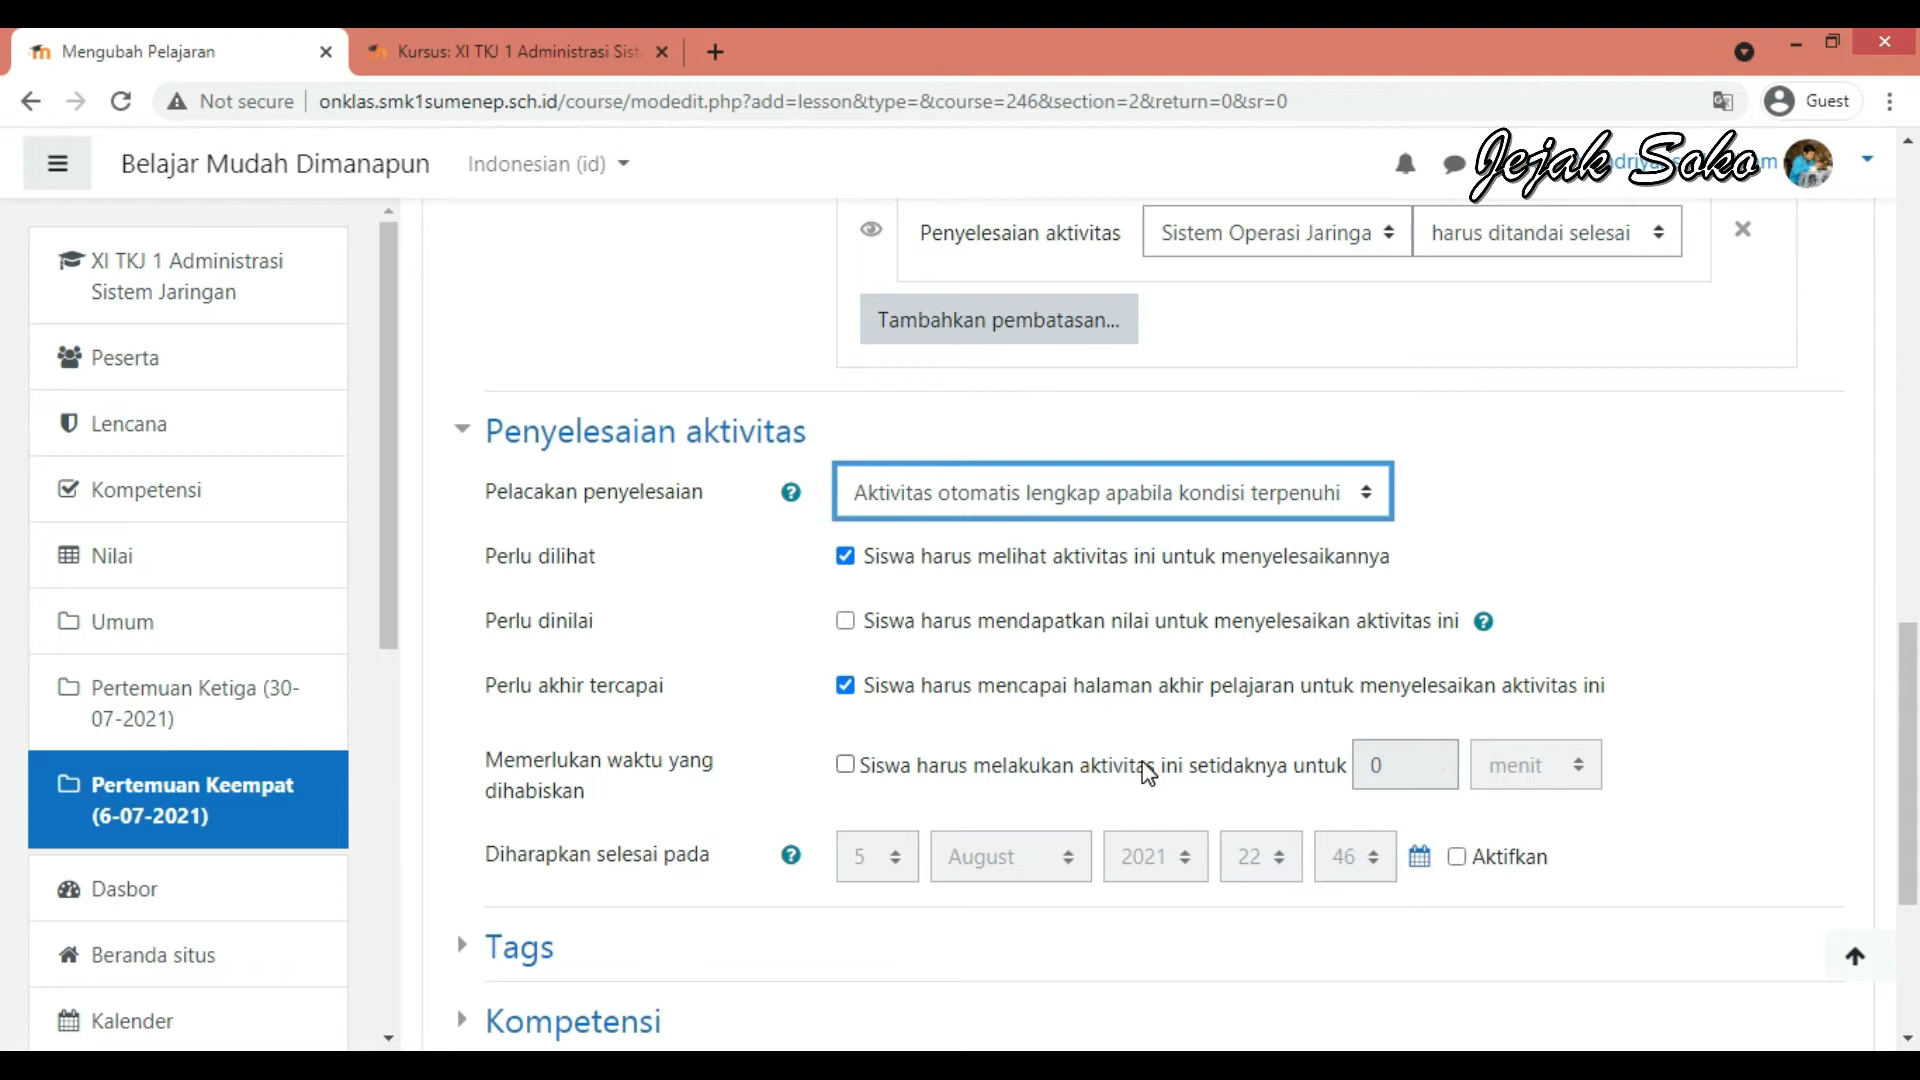 Mengubah Pelajaran
Kursus: XI TKJ 1 Administrasi Sist
Not secure
onklas.smk1sumenep.sch.id/course/modedit.php?add=lesson&type=&course=246&section=2&return=0&sr=0
Guest
Belajar Mudah Dimanapun
Indonesian (id)
Jejak Soko
XI TKJ 1 Administrasi
Sistem Jaringan
Peserta
Lencana
Kompetensi
Nilai
Umum
Pertemuan Ketiga (30-
07-2021)
Pertemuan Keempat
(6-07-2021)
Dasbor
Beranda situs
Kalender
Penyelesaian aktivitas
Sistem Operasi Jaringa
harus ditandai selesai
Tambahkan pembatasan...
Penyelesaian aktivitas
Pelacakan penyelesaian
Aktivitas otomatis lengkap apabila kondisi terpenuhi
Perlu dilihat
Siswa harus melihat aktivitas ini untuk menyelesaikannya
Perlu dinilai
Siswa harus mendapatkan nilai untuk menyelesaikan aktivitas ini
Perlu akhir tercapai
Siswa harus mencapai halaman akhir pelajaran untuk menyelesaikan aktivitas ini
Memerlukan waktu yang
dihabiskan
Siswa harus melakukan aktivitas ini setidaknya untuk
0
menit
Diharapkan selesai pada
5
August
2021
22
46
Aktifkan
Tags
Kompetensi